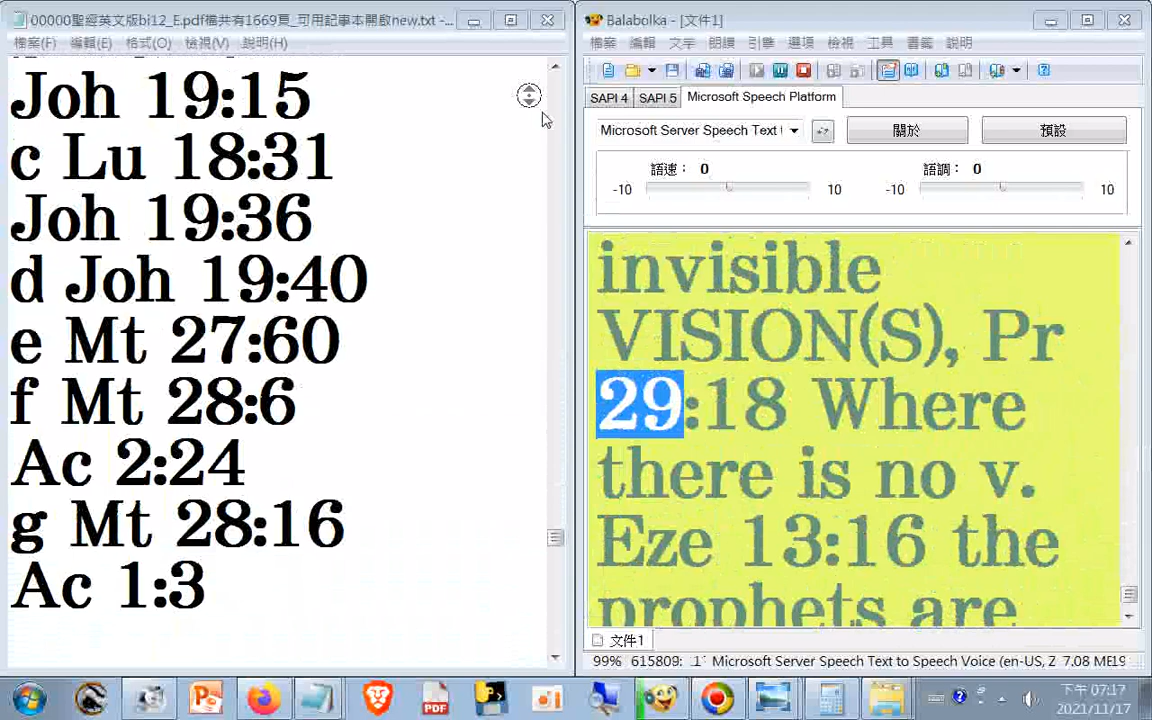 00000聖經英文版bi12_E.pdf檔共有1669頁_可用記事本開啟new.txt -...
檔案(F) 編輯(E) 格式(O) 檢視(V) 說明(H)
Joh 19:15
c Lu 18:31
Joh 19:36
d Joh 19:40
e Mt 27:60
f Mt 28:6
Ac 2:24
g Mt 28:16
Ac 1:3
Balabolka - [文件1]
檔案 編輯 文字 朗讀 引擎 選項 檢視 工具 書籤 說明
SAPI 4 SAPI 5 Microsoft Speech Platform
Microsoft Server Speech Text 關於 預設
語速： 0 語調： 0
-10 10 -10 10
invisible
VISION(S), Pr
29:18 Where
there is no v.
Eze 13:16 the
prophets are
文件1
99% 615809: Microsoft Server Speech Text to Speech Voice (en-US, Z 7.08 ME
PDF
下午 07:17
2021/11/17